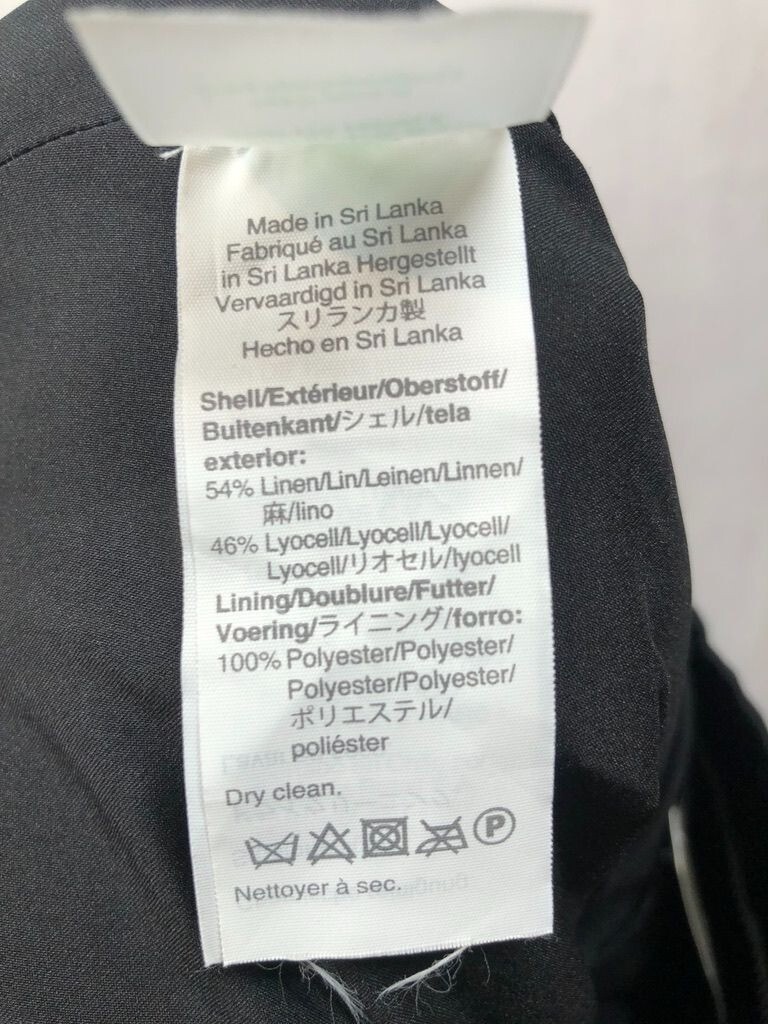 Made in Sri Lanka
Fabriqué au Sri Lanka
in Sri Lanka Hergestellt
Vervaardigd in Sri Lanka
スリランカ製
Hecho en Sri Lanka
Shell/Extérieur/Oberstoff/
Buitenkant/シェル/tela
exterior:
54% Linen/Lin/Leinen/Linnen/
麻/lino
46% Lyocell/Lyocell/Lyocell/
Lyocell/リオセル/lyocell
Lining/Doublure/Futter/
Voering/ライニング/forro:
100% Polyester/Polyester/
Polyester/Polyester/
ポリエステル/
poliéster
Dry clean.
P
Nettoyer à sec.